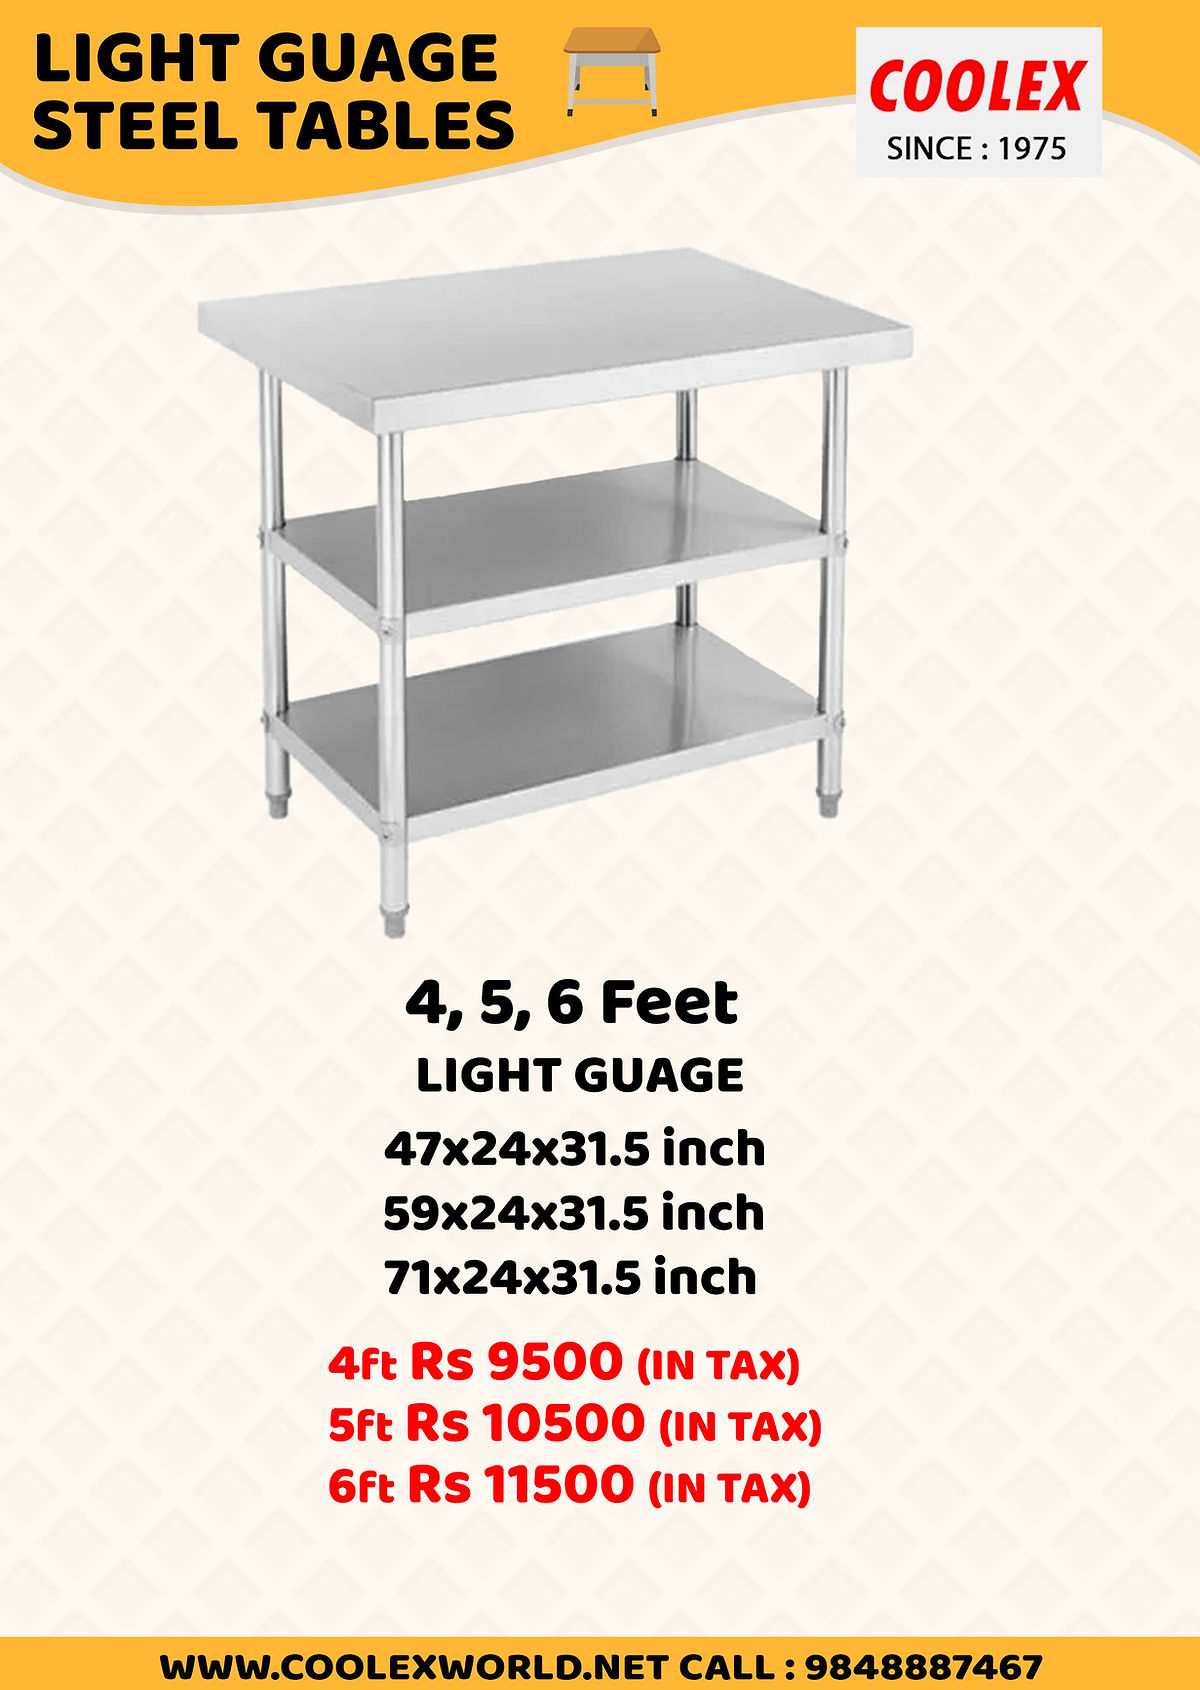 LIGHT GUAGE
STEEL TABLES
COOLEX
SINCE : 1975
4, 5, 6 Feet
LIGHT GUAGE
47x24x31.5 inch
59x24x31.5 inch
71x24x31.5 inch
4ft Rs 9500 (IN TAX)
5ft Rs 10500 (IN TAX)
6ft Rs 11500 (IN TAX)
WWW.COOLEXWORLD.NET CALL : 9848887467